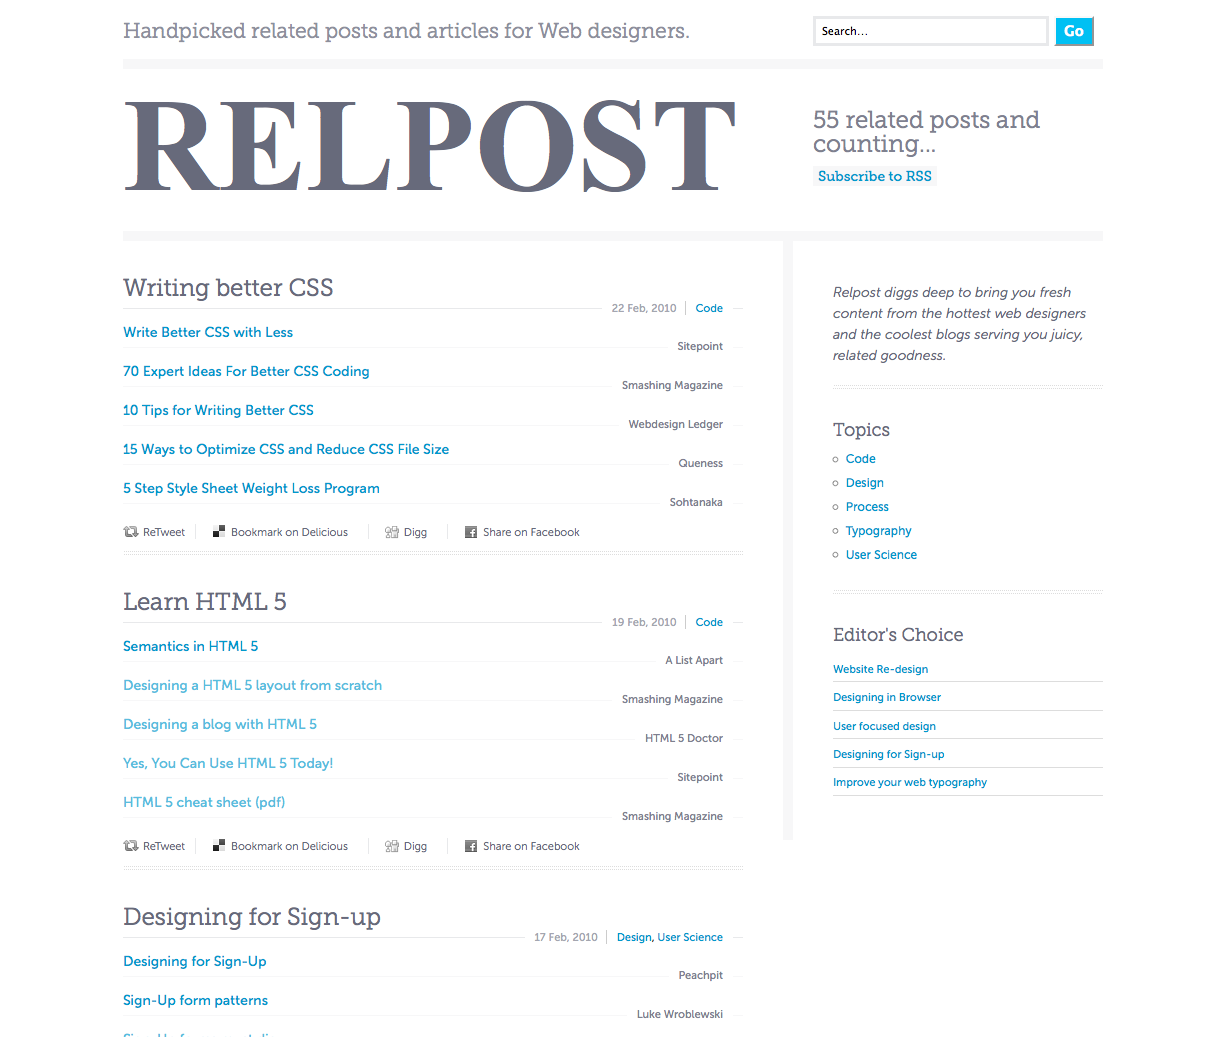 Handpicked related posts and articles for Web designers.
Search...
Go
RELPOST
55 related posts and
counting...
Subscribe to RSS
Writing better CSS
22 Feb, 2010
Code
Write Better CSS with Less
Sitepoint
70 Expert Ideas For Better CSS Coding
Smashing Magazine
10 Tips for Writing Better CSS
Webdesign Ledger
15 Ways to Optimize CSS and Reduce CSS File Size
Queness
5 Step Style Sheet Weight Loss Program
Sohtanaka
ReTweet
Bookmark on Delicious
Digg
Share on Facebook
Learn HTML 5
19 Feb, 2010
Code
Semantics in HTML 5
A List Apart
Designing a HTML 5 layout from scratch
Smashing Magazine
Designing a blog with HTML 5
HTML 5 Doctor
Yes, You Can Use HTML 5 Today!
Sitepoint
HTML 5 cheat sheet (pdf)
Smashing Magazine
ReTweet
Bookmark on Delicious
Digg
Share on Facebook
Designing for Sign-up
17 Feb, 2010
Design, User Science
Designing for Sign-Up
Peachpit
Sign-Up form patterns
Luke Wroblewski
Relpost diggs deep to bring you fresh
content from the hottest web designers
and the coolest blogs serving you juicy,
related goodness.
Topics
Code
Design
Process
Typography
User Science
Editor's Choice
Website Re-design
Designing in Browser
User focused design
Designing for Sign-up
Improve your web typography